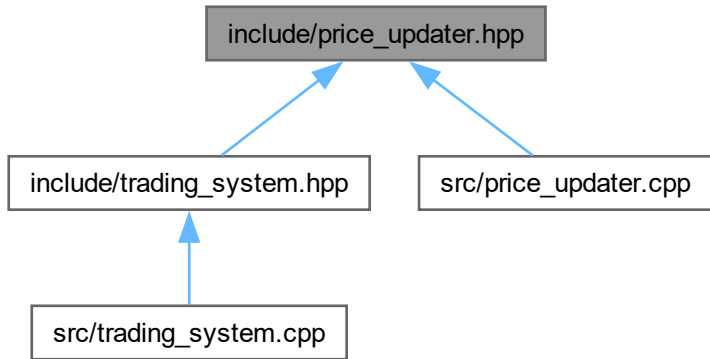 include/price_updater.hpp
include/trading_system.hpp
src/price_updater.cpp
src/trading_system.cpp